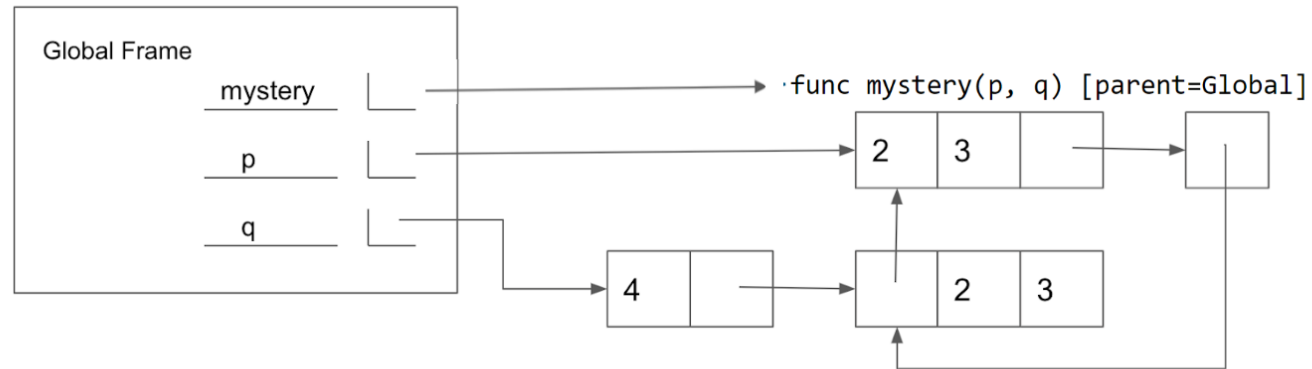 Global Frame
mystery
func mystery(p, q) [parent=Global]
p
2 3
q
4
2 3